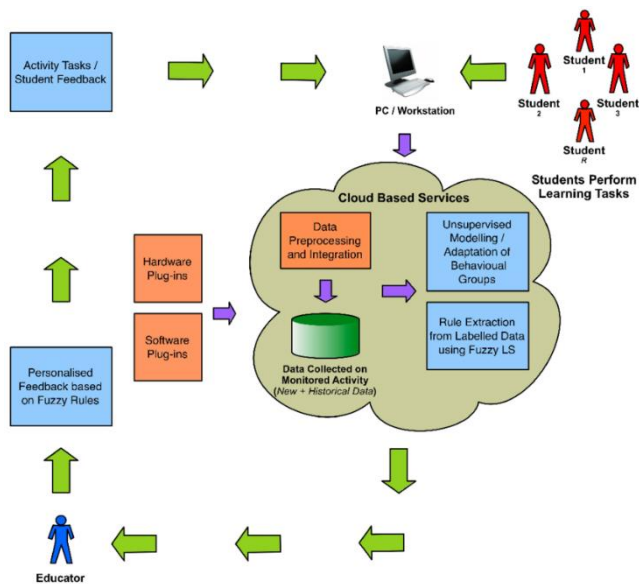 Activity Tasks /
Student Feedback
PC / Workstation
Student
1
Student
2
Student
3
Student
R
Students Perform
Learning Tasks
Cloud Based Services
Data
Preprocessing
and Integration
Unsupervised
Modelling /
Adaptation of
Behavioural
Groups
Hardware
Plug-ins
Software
Plug-ins
Rule Extraction
from Labelled Data
using Fuzzy LS
Data Collected on
Monitored Activity
(New + Historical Data)
Personalised
Feedback based
on Fuzzy Rules
Educator